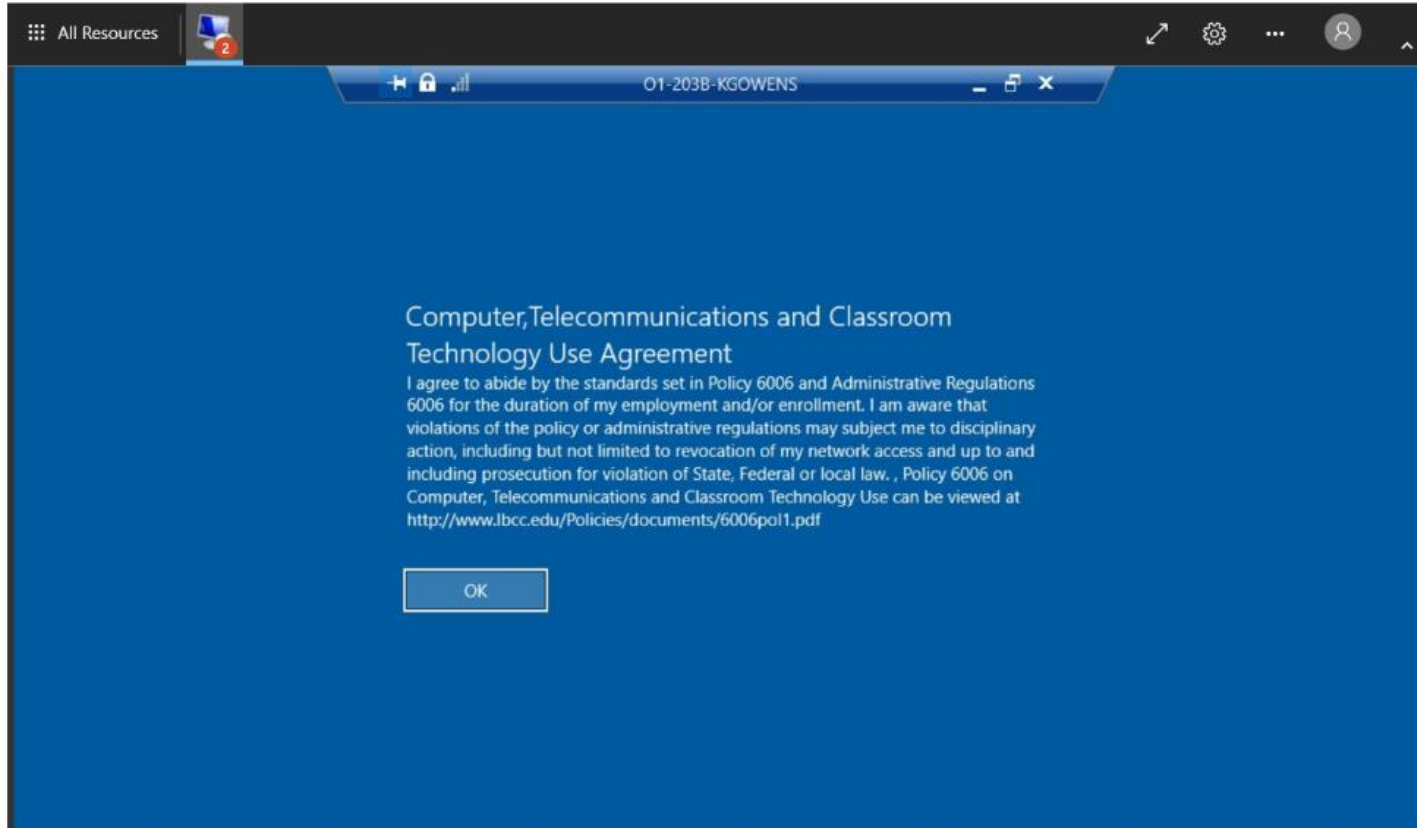 All Resources
2
O1-203B-KGOWENS
Computer,Telecommunications and Classroom
Technology Use Agreement
I agree to abide by the standards set in Policy 6006 and Administrative Regulations
6006 for the duration of my employment and/or enrollment. I am aware that
violations of the policy or administrative regulations may subject me to disciplinary
action, including but not limited to revocation of my network access and up to and
including prosecution for violation of State, Federal or local law. , Policy 6006 on
Computer, Telecommunications and Classroom Technology Use can be viewed at
http://www.lbcc.edu/Policies/documents/6006pol1.pdf
OK